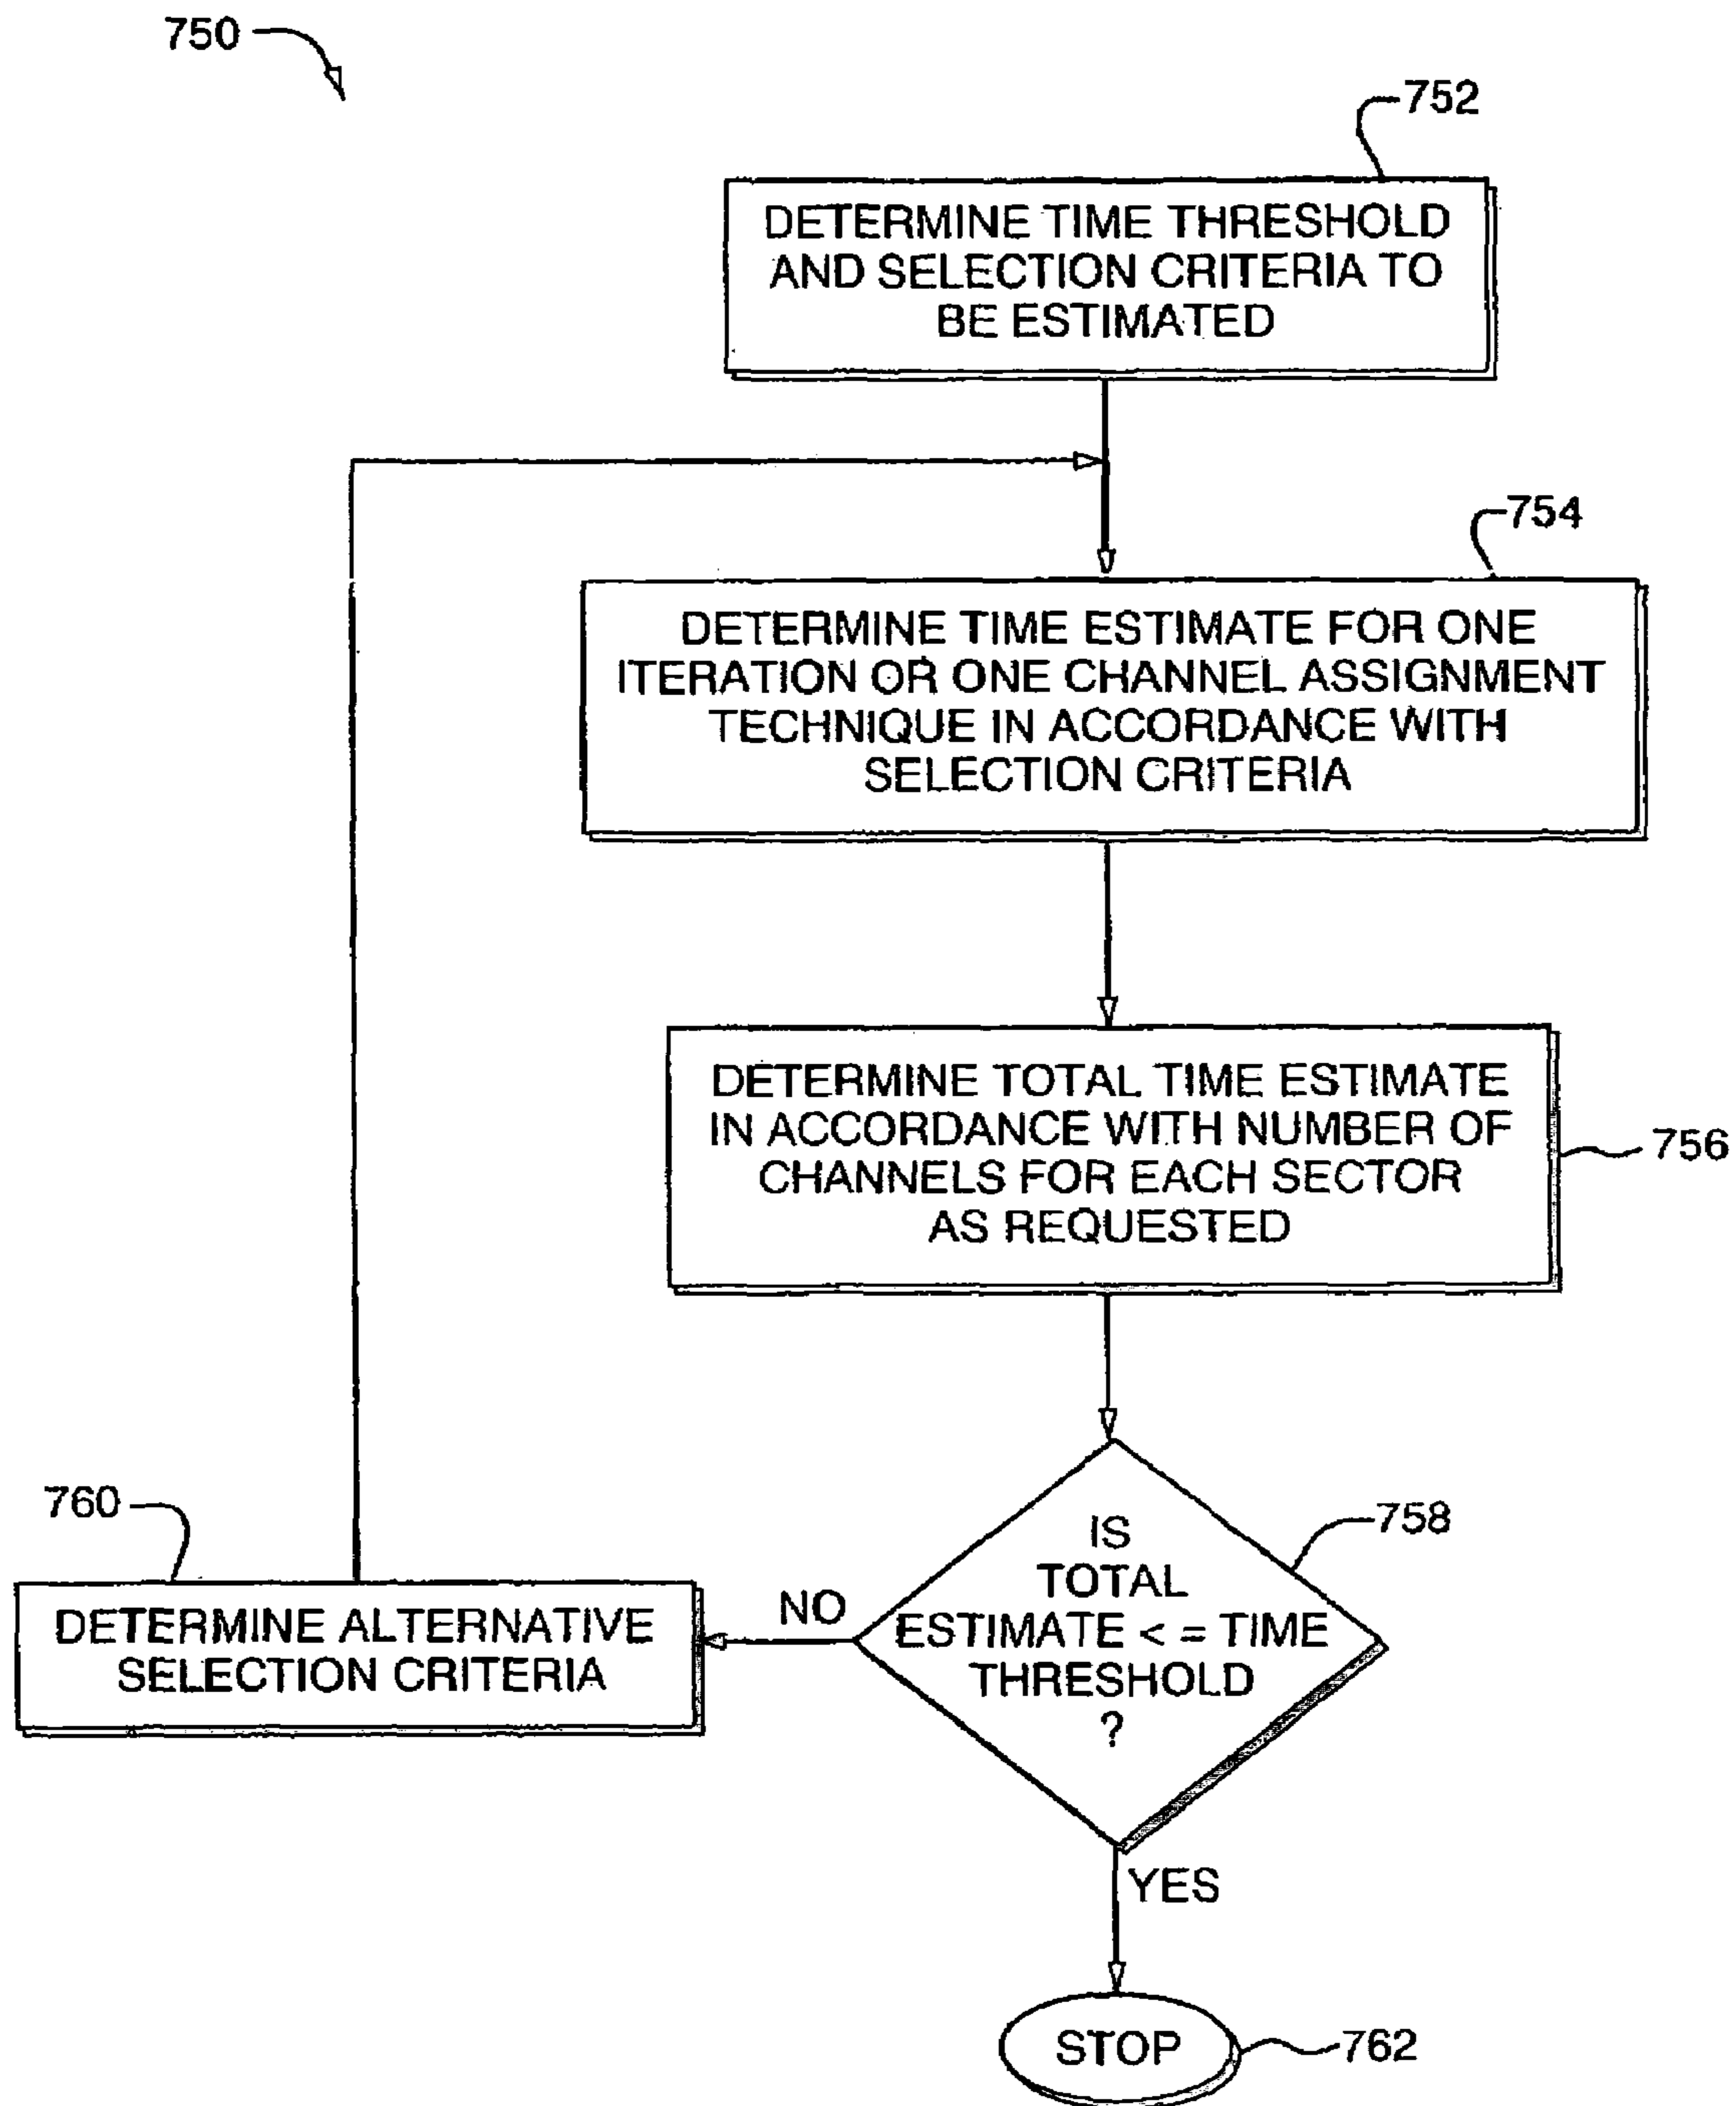 750
752
DETERMINE TIME THRESHOLD
AND SELECTION CRITERIA TO
BE ESTIMATED
754
DETERMINE TIME ESTIMATE FOR ONE
ITERATION OR ONE CHANNEL ASSIGNMENT
TECHNIQUE IN ACCORDANCE WITH
SELECTION CRITERIA
DETERMINE TOTAL TIME ESTIMATE
IN ACCORDANCE WITH NUMBER OF
CHANNELS FOR EACH SECTOR
AS REQUESTED
756
758
IS
TOTAL
ESTIMATE < = TIME
THRESHOLD
?
NO
760
DETERMINE ALTERNATIVE
SELECTION CRITERIA
YES
STOP
762